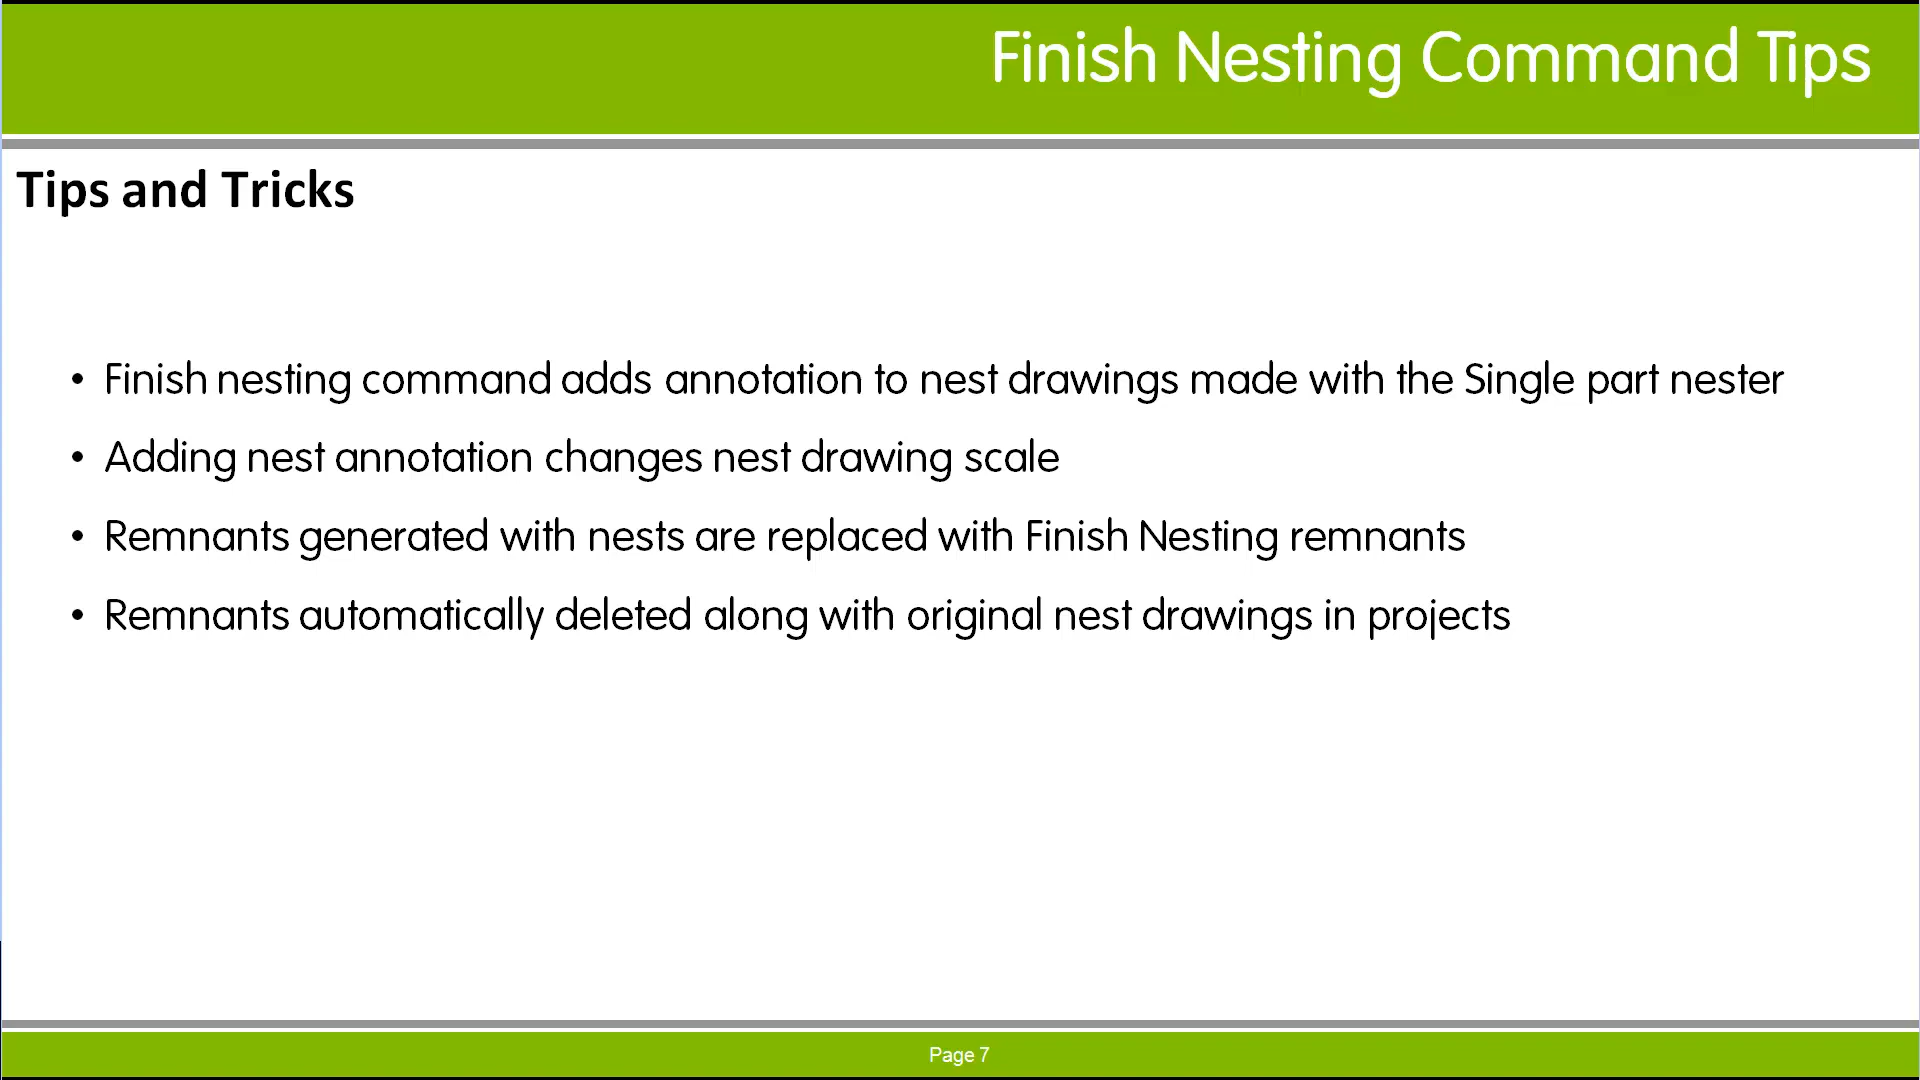 Finish Nesting Command Tips
Tips and Tricks
• Finish nesting command adds annotation to nest drawings made with the Single part nester
• Adding nest annotation changes nest drawing scale
• Remnants generated with nests are replaced with Finish Nesting remnants
• Remnants automatically deleted along with original nest drawings in projects
Page 7